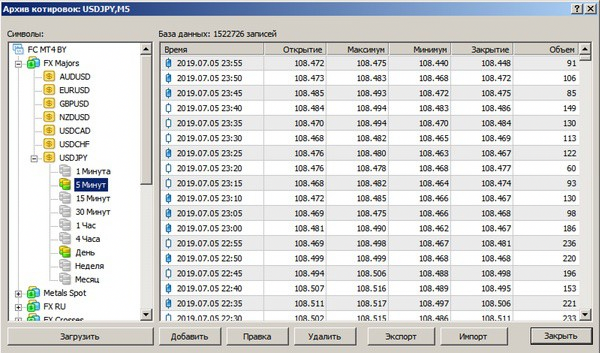 Архив котировок: USDJPY,M5
Символы:
База данных: 1522726 записей
FC MT4 BY
FX Majors
AUDUSD
EURUSD
GBPUSD
NZDUSD
USDCAD
USDCHF
USDJPY
1 Минута
5 Минут
15 Минут
30 Минут
1 Час
4 Часа
День
Неделя
Месяц
Metals Spot
FX RU
FX Crosses
Время Открытие Максимум Минимум Закрытие Объем
2019.07.05 23:55 108.472 108.475 108.440 108.448 91
2019.07.05 23:50 108.473 108.483 108.468 108.472 106
2019.07.05 23:45 108.485 108.493 108.472 108.475 85
2019.07.05 23:40 108.484 108.494 108.483 108.486 149
2019.07.05 23:35 108.470 108.494 108.470 108.484 130
2019.07.05 23:30 108.468 108.482 108.465 108.469 113
2019.07.05 23:25 108.476 108.480 108.463 108.467 122
2019.07.05 23:20 108.476 108.478 108.468 108.477 60
2019.07.05 23:15 108.468 108.482 108.464 108.474 93
2019.07.05 23:10 108.476 108.476 108.464 108.467 130
2019.07.05 23:05 108.469 108.475 108.466 108.468 98
2019.07.05 23:00 108.468 108.475 108.461 108.467 186
2019.07.05 22:55 108.469 108.490 108.467 108.481 236
2019.07.05 22:50 108.498 108.499 108.468 108.468 220
2019.07.05 22:45 108.494 108.506 108.488 108.498 153
2019.07.05 22:40 108.507 108.516 108.489 108.495 196
2019.07.05 22:35 108.511 108.517 108.497 108.506 221
2019.07.05 22:30 108.510 108.513 108.486 108.511 233
Загрузить Добавить Правка Удалить Экспорт Импорт Закрыть